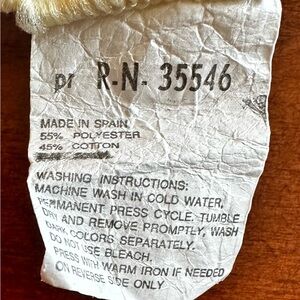 pr R-N- 35546
MADE IN SPAIN
55% POLYESTER
45% COTTON
WASHING INSTRUCTIONS:
MACHINE WASH IN COLD WATER,
PERMANENT PRESS CYCLE. TUMBLE
DRY AND REMOVE PROMPTLY, WASH
DARK COLORS SEPARATELY.
DO NOT USE BLEACH.
PRESS WITH WARM IRON IF NEEDED
ON REVERSE SIDE ONLY